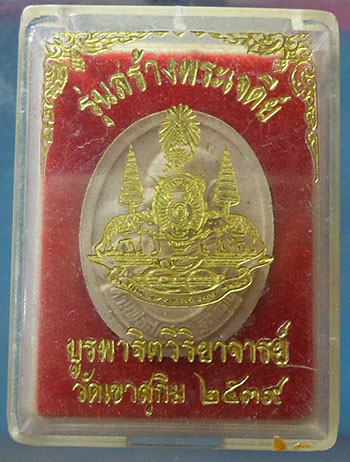 รุ่นสร้างพระเจดีย์
บูรพาจิตวิริยาจารย์
วัดเขาสุกิม ๒๕๓๙